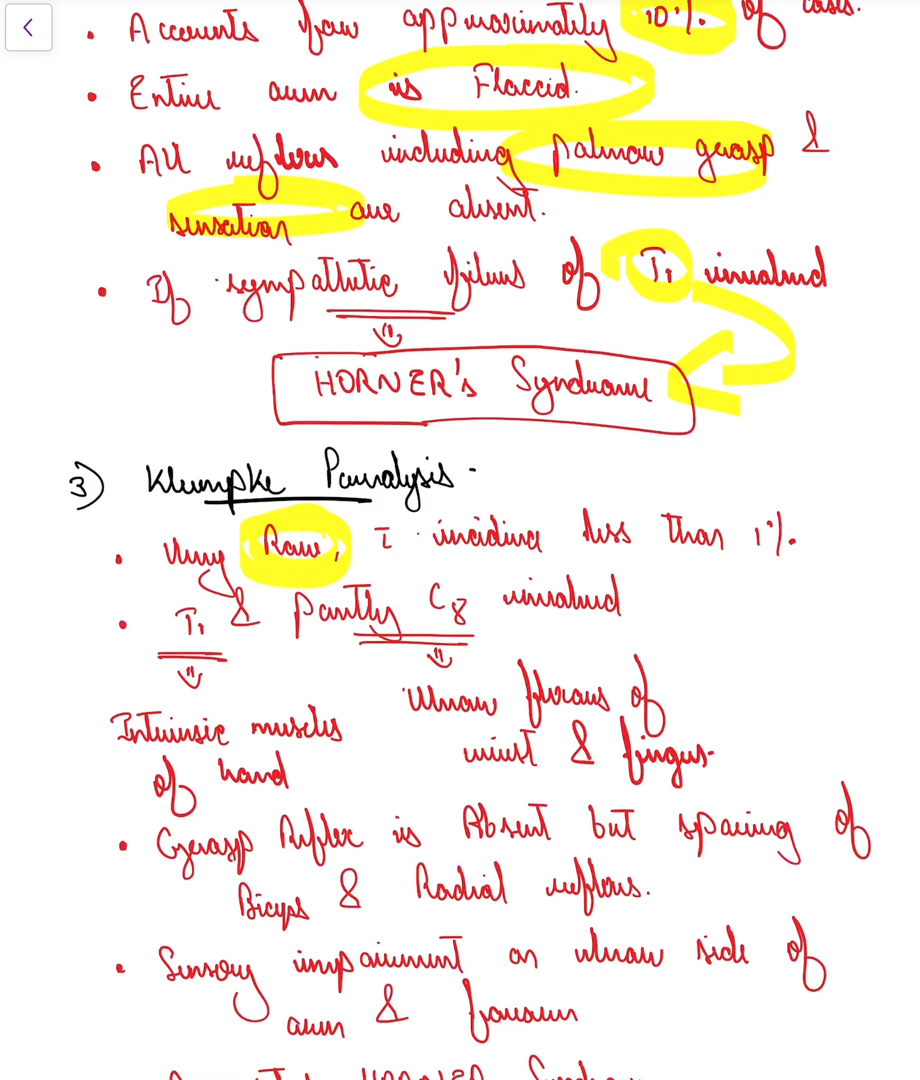 • Accounts for approximately 10% of cases.
• Entire arm is Flaccid.
• All reflexes including palmar grasp &
sensation are absent.
• If sympathetic fibers of T₁ involved
⇓
HORNER's Syndrome
3) Klumpke Paralysis -
• Very Rare, incidence less than 1%.
• T₁ & partly C₈ involved
⇓ ⇓
Intrinsic muscles Ulnar flexors of
of hand wrist & fingers.
• Grasp Reflex is Absent but sparing of
Biceps & Radial reflexes.
• Sensory impairment on ulnar side of
arm & forearm
HORNER Syndrome